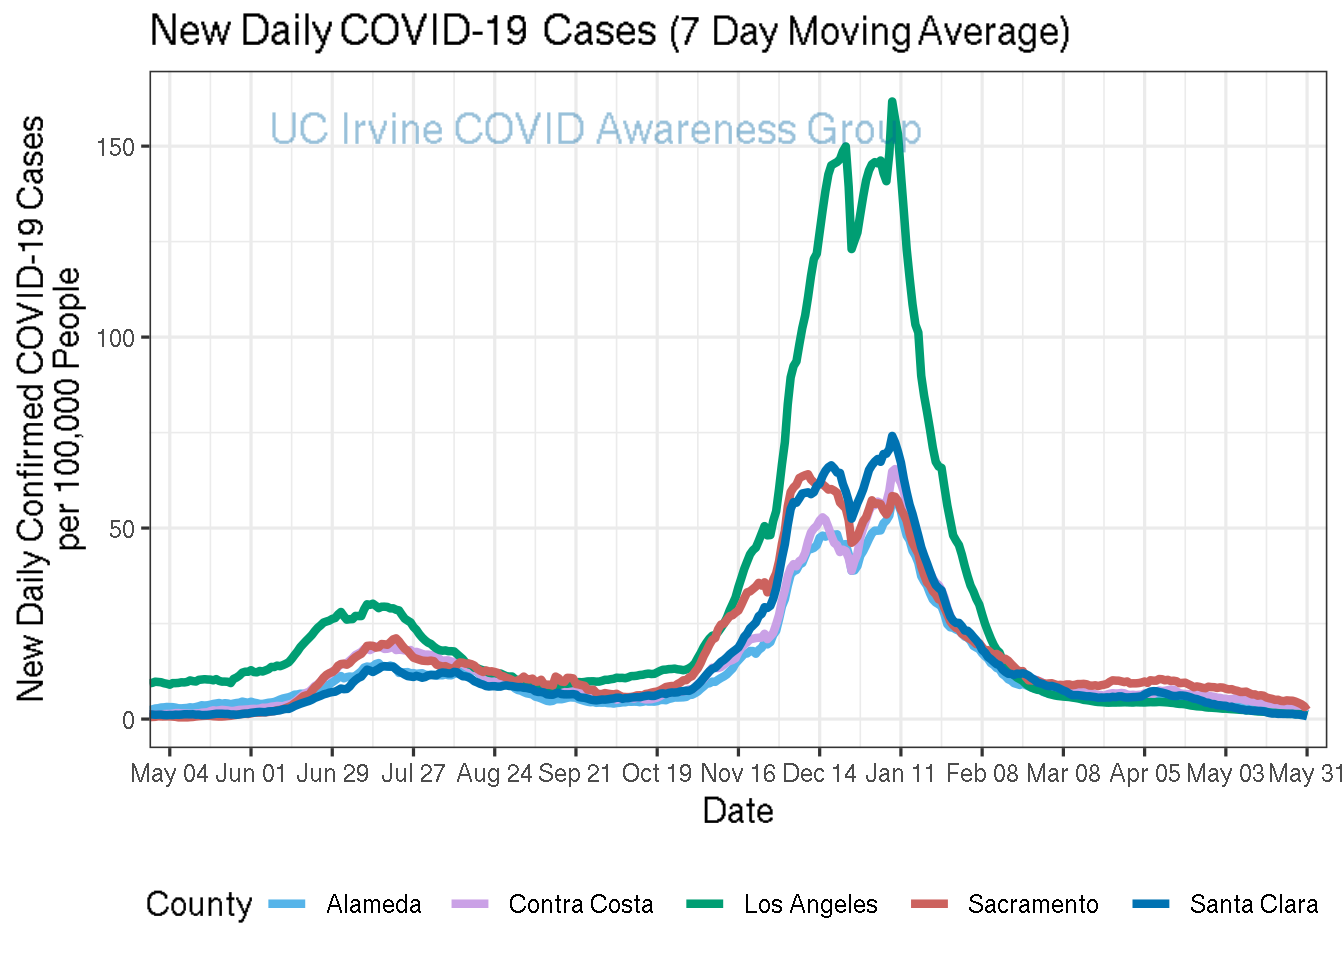 New Daily COVID-19 Cases (7 Day Moving Average)
UC Irvine COVID Awareness Group
New Daily Confirmed COVID-19 Cases
per 100,000 People
150
100
50
0
May 04 Jun 01 Jun 29 Jul 27 Aug 24 Sep 21 Oct 19 Nov 16 Dec 14 Jan 11 Feb 08 Mar 08 Apr 05 May 03 May 31
Date
County Alameda Contra Costa Los Angeles Sacramento Santa Clara